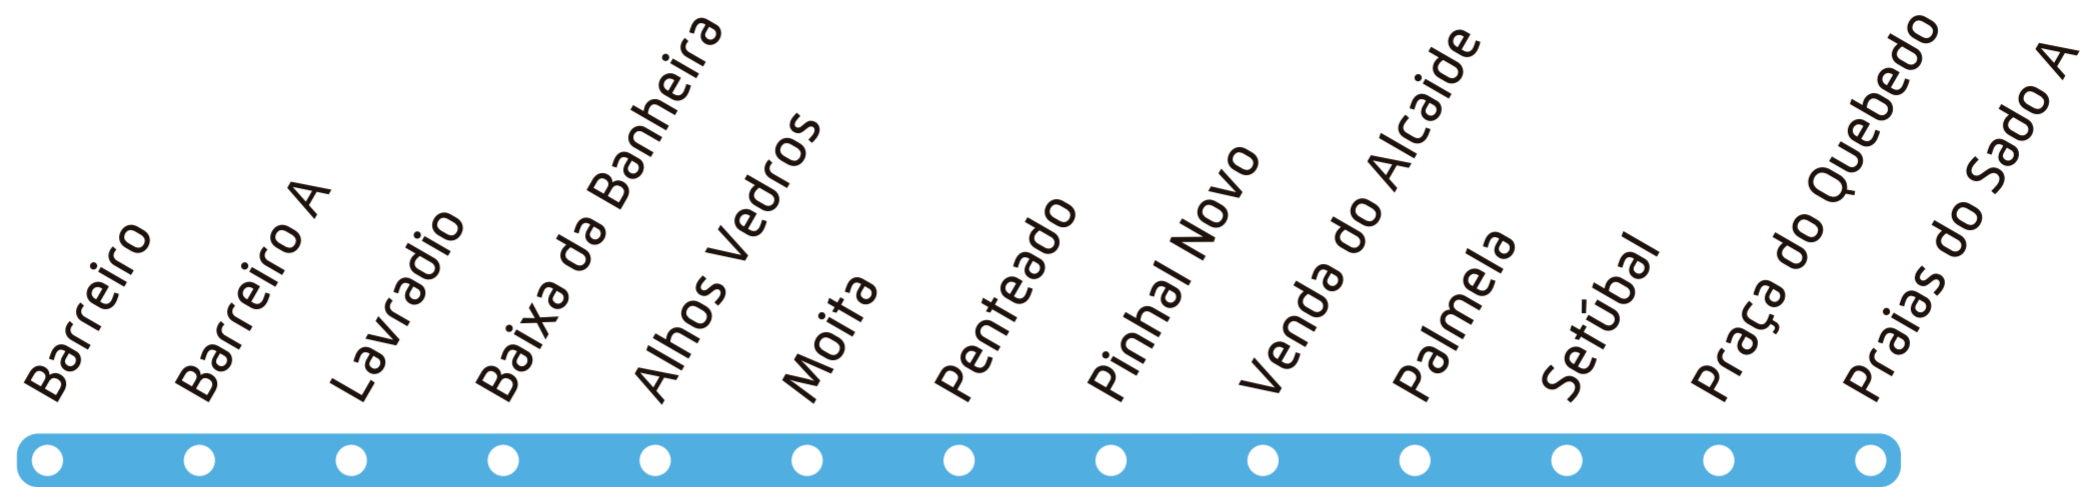 Barreiro
Barreiro A
Lavradio
Baixa da Banheira
Alhos Vedros
Moita
Penteado
Pinhal Novo
Venda do Alcaide
Palmela
Setúbal
Praça do Quebedo
Praias do Sado A